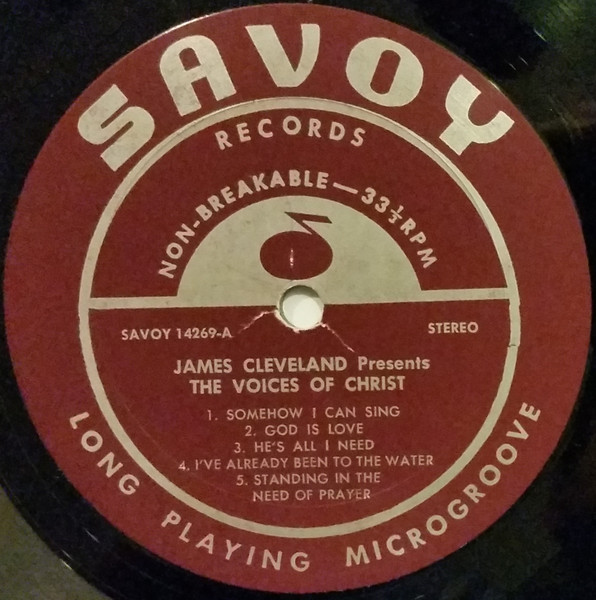 SAVOY
RECORDS
NON-BREAKABLE—33⅓RPM
SAVOY 14269-A
STEREO
JAMES CLEVELAND Presents
THE VOICES OF CHRIST
1. SOMEHOW I CAN SING
2. GOD IS LOVE
3. HE'S ALL I NEED
4. I'VE ALREADY BEEN TO THE WATER
5. STANDING IN THE
NEED OF PRAYER
LONG PLAYING MICROGROOVE